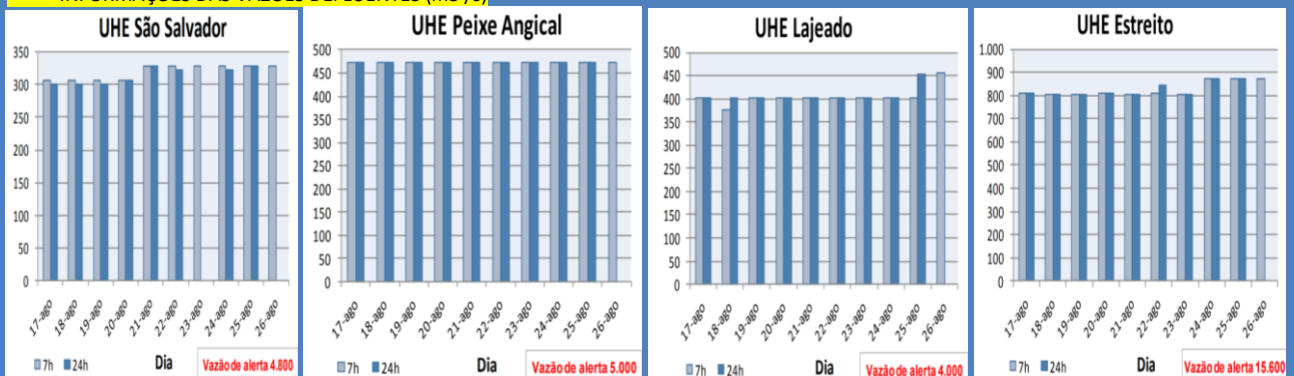 INFORMAÇÕES DAS VAZÕES DEFLUENTES
UHE São Salvador
350
300
250
200
150
100
50
0
17-ago
18-ago
19-ago
20-ago
21-ago
22-ago
23-ago
24-ago
25-ago
26-ago
7h 24h
Dia
Vazão de alerta 4.800
UHE Peixe Angical
500
450
400
350
300
250
200
150
100
50
0
17-ago
18-ago
19-ago
20-ago
21-ago
22-ago
23-ago
24-ago
25-ago
26-ago
7h 24h
Dia
Vazão de alerta 5.000
UHE Lajeado
500
450
400
350
300
250
200
150
100
50
0
17-ago
18-ago
19-ago
20-ago
21-ago
22-ago
23-ago
24-ago
25-ago
26-ago
7h 24h
Dia
Vazão de alerta 4.000
UHE Estreito
1.000
900
800
700
600
500
400
300
200
100
0
17-ago
18-ago
19-ago
20-ago
21-ago
22-ago
23-ago
24-ago
25-ago
26-ago
7h 24h
Dia
Vazão de alerta 15.600